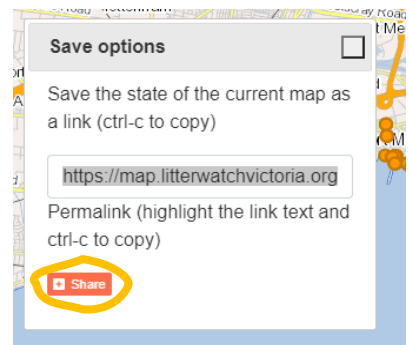 Save options
Save the state of the current map as
a link (ctrl-c to copy)
https://map.litterwatchvictoria.org
Permalink (highlight the link text and
ctrl-c to copy)
Share